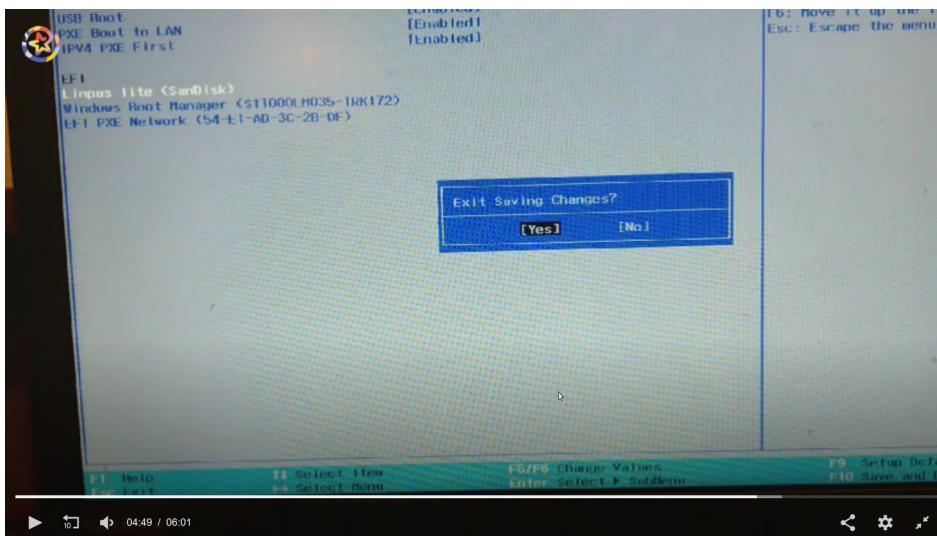 USB Boot [Enabled]
PXE Boot to LAN [Enabled]
IPV4 PXE First [Enabled]
F6: Move it up the
Esc: Escape the menu
EFI
Linpus lite (SanDisk)
Windows Boot Manager (ST1000LM035-1RK172)
EFI PXE Network (54-E1-AD-3C-2B-DF)
Exit Saving Changes?
[Yes] [No]
F1 Help ↑↓ Select Item F5/F6 Change Values F9 Setup Def
Esc Exit ↔ Select Menu Enter Select ▶ SubMenu F10 Save and
10 04:49 / 06:01